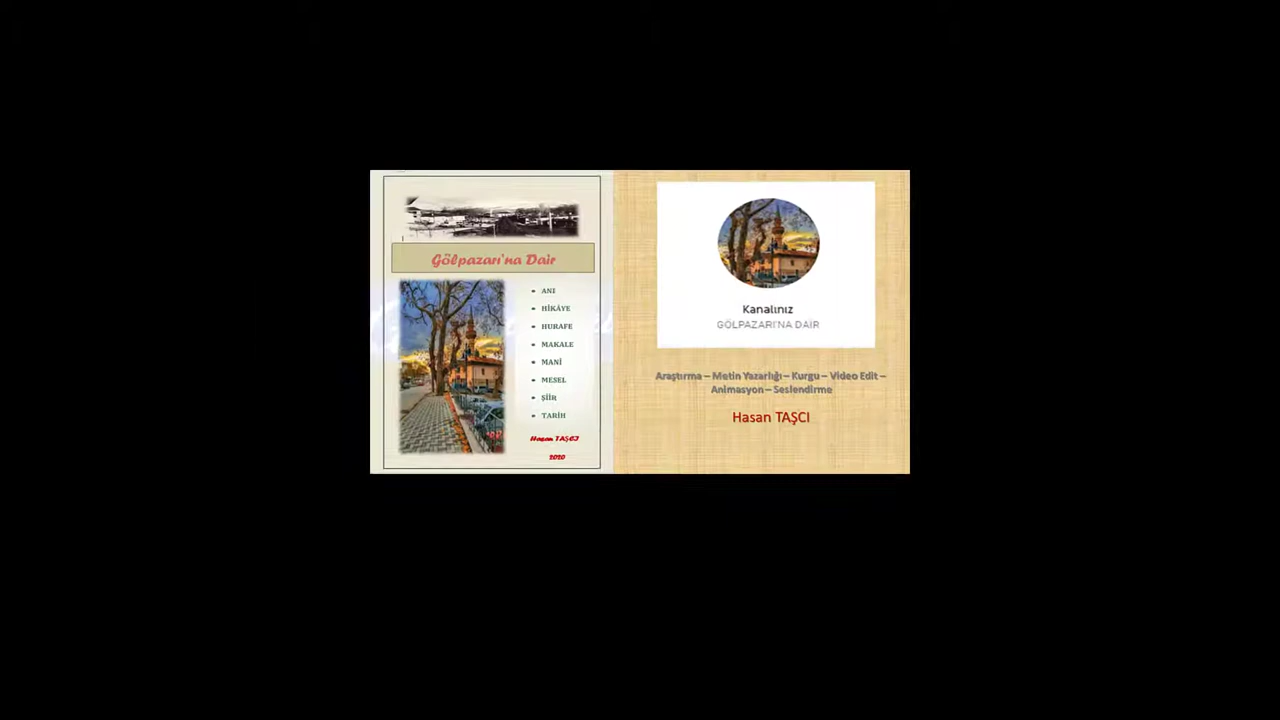 Gölpazarı'na Dair
ANI
HİKÂYE
HURAFE
MAKALE
MANİ
MESEL
ŞİİR
TARİH
Hasan TAŞCI
2020
Kanalınız
GÖLPAZARI'NA DAİR
Araştırma – Metin Yazarlığı – Kurgu – Video Edit –
Animasyon – Seslendirme
Hasan TAŞCI